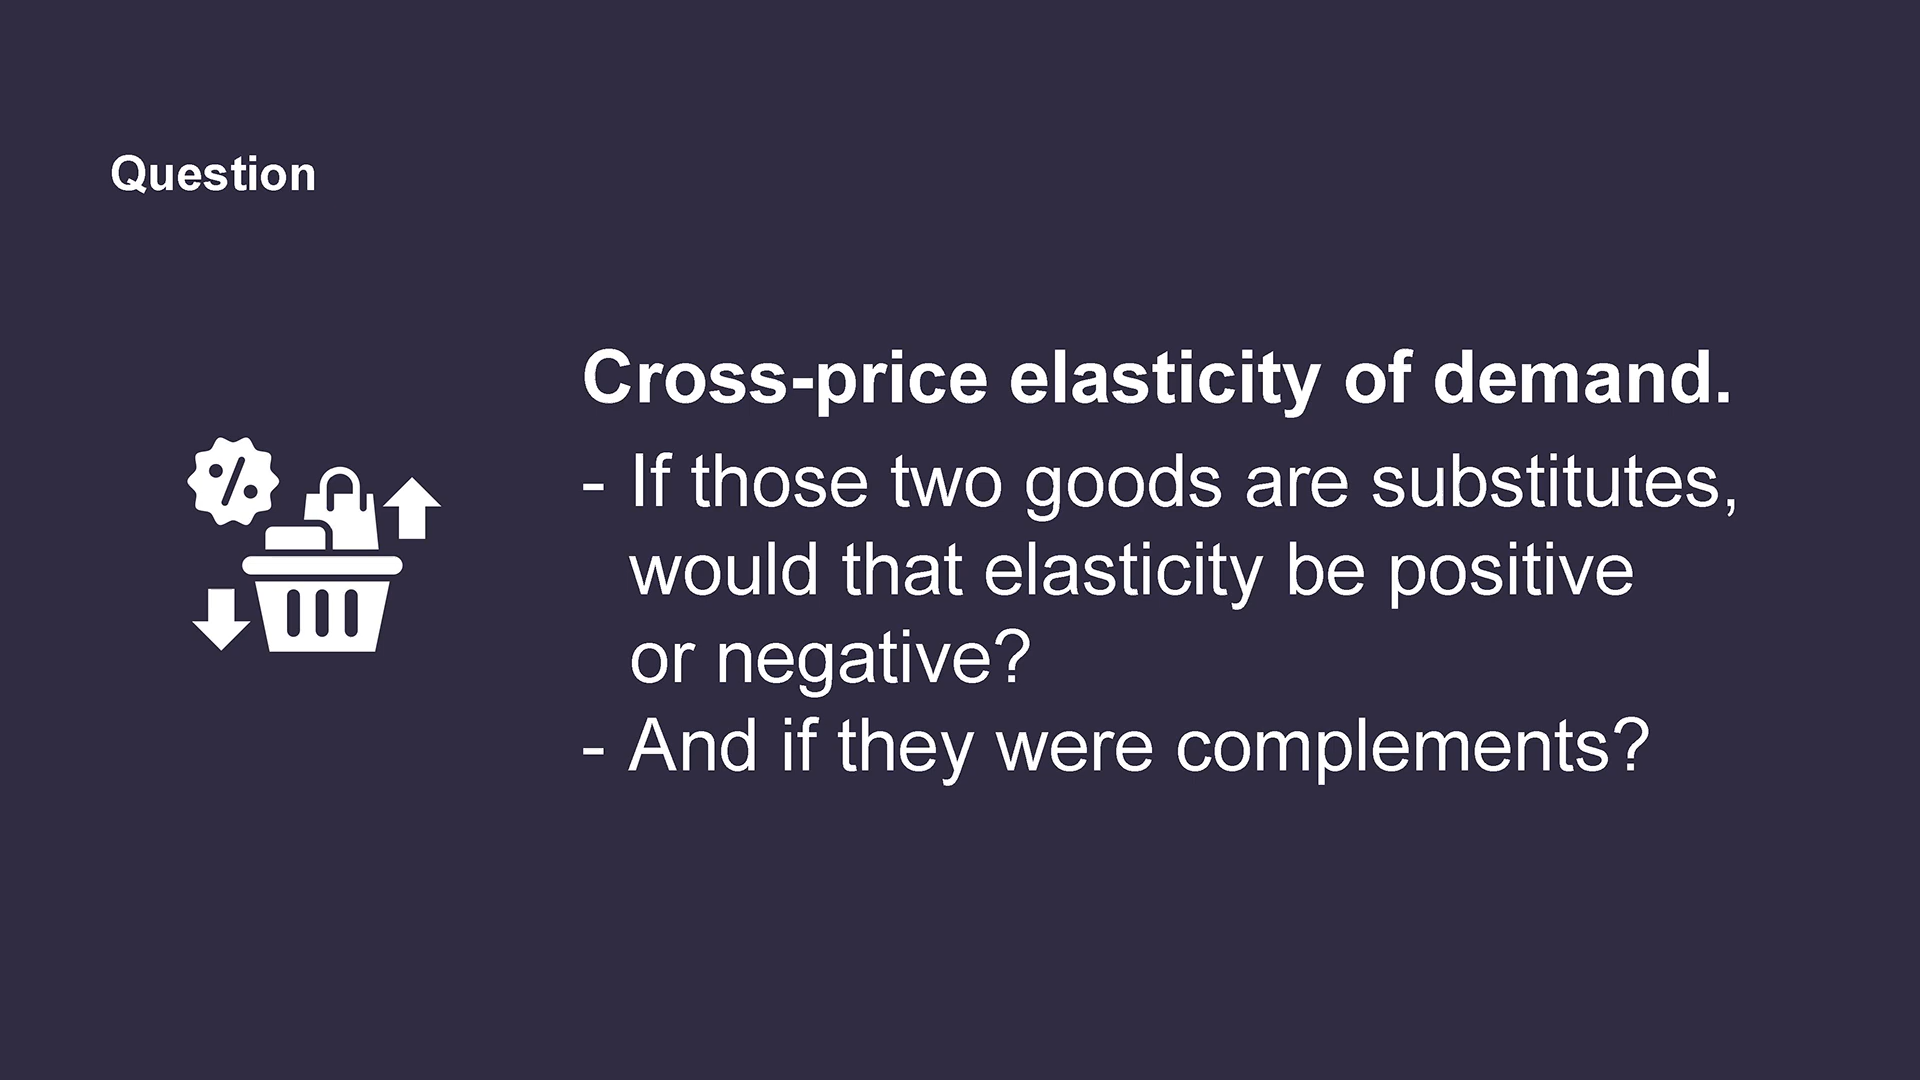 Question
Cross-price elasticity of demand.
- If those two goods are substitutes,
would that elasticity be positive
or negative?
- And if they were complements?
%